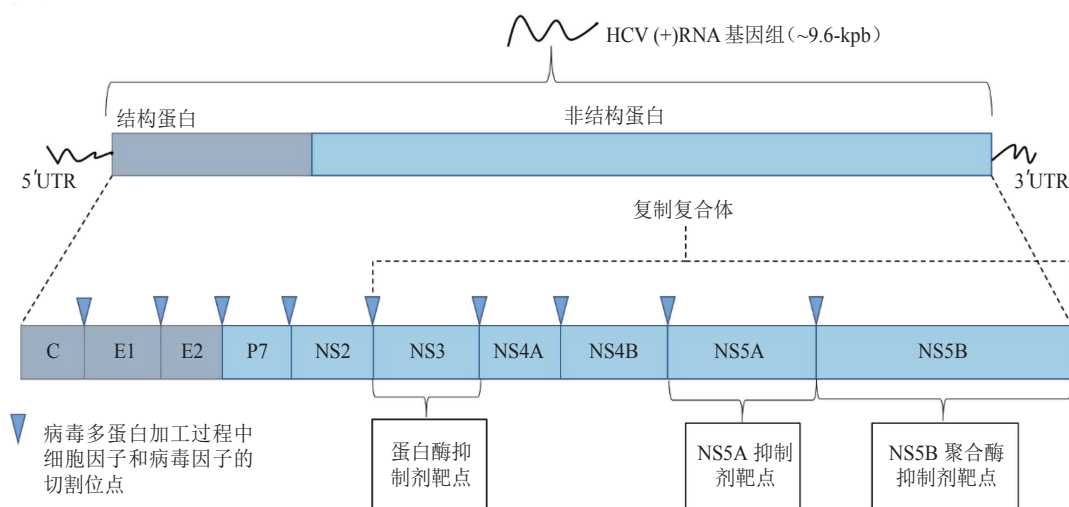 HCV (+)RNA 基因组(~9.6-kpb)
结构蛋白
非结构蛋白
5′UTR
3′UTR
复制复合体
C
E1
E2
P7
NS2
NS3
NS4A
NS4B
NS5A
NS5B
病毒多蛋白加工过程中
细胞因子和病毒因子的
切割位点
蛋白酶抑
制剂靶点
NS5A 抑制
剂靶点
NS5B 聚合酶
抑制剂靶点